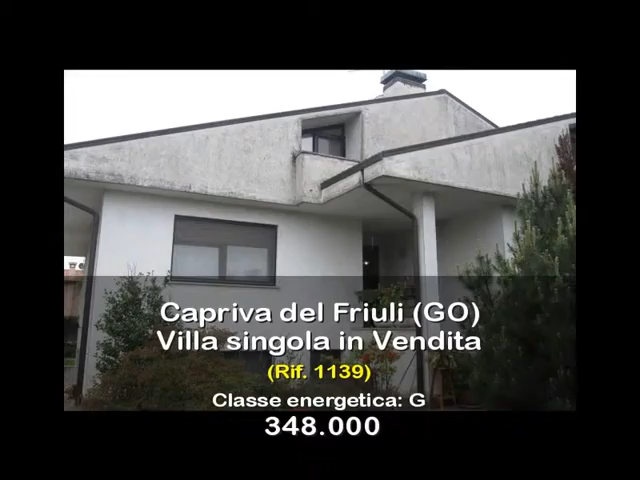 Capriva del Friuli (GO)
Villa singola in Vendita
(Rif. 1139)
Classe energetica: G
348.000